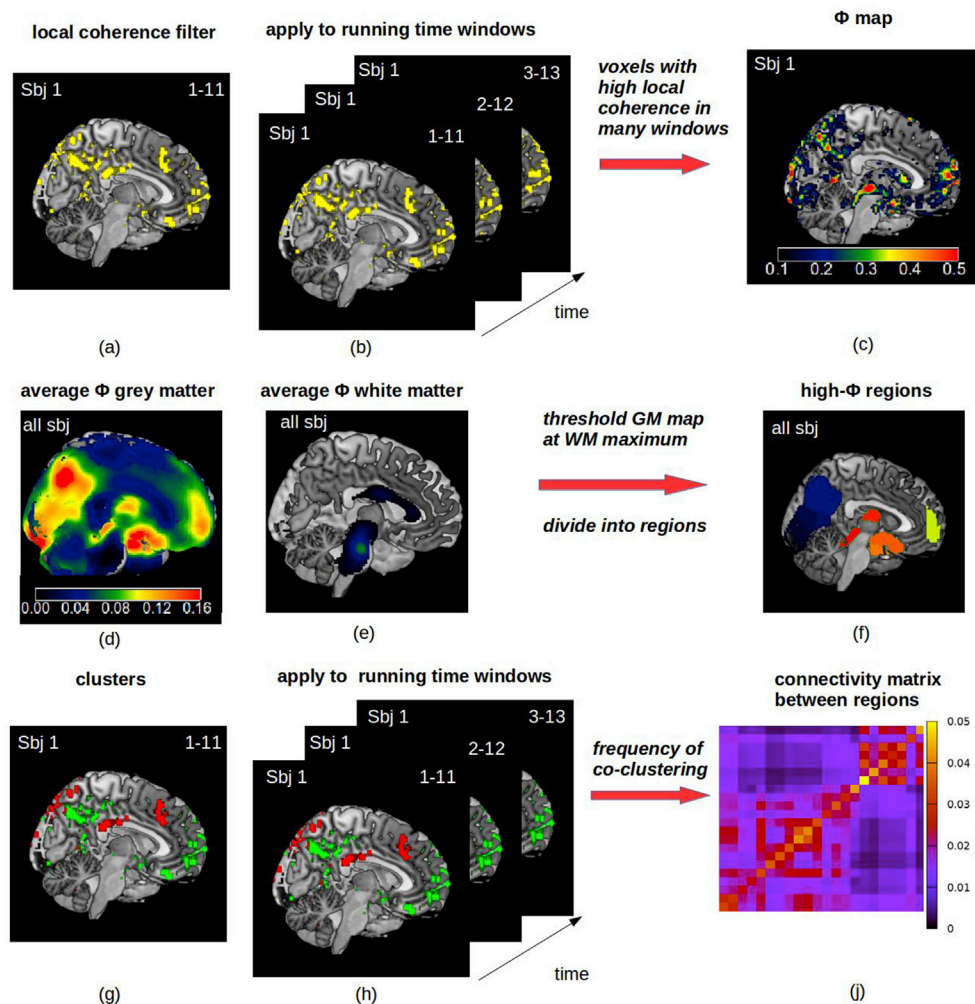 local coherence filter
apply to running time windows
Φ map
Sbj 1
1-11
Sbj 1
3-13
Sbj 1
2-12
Sbj 1
1-11
time
voxels with
high local
coherence in
many windows
Sbj 1
0.1 0.2 0.3 0.4 0.5
(a)
(b)
(c)
average Φ grey matter
average Φ white matter
high-Φ regions
all sbj
0.00 0.04 0.08 0.12 0.16
all sbj
threshold GM map
at WM maximum
divide into regions
all sbj
(d)
(e)
(f)
clusters
apply to running time windows
connectivity matrix
between regions
Sbj 1
1-11
Sbj 1
3-13
Sbj 1
2-12
Sbj 1
1-11
time
frequency of
co-clustering
0.05
0.04
0.03
0.02
0.01
0
(g)
(h)
(j)